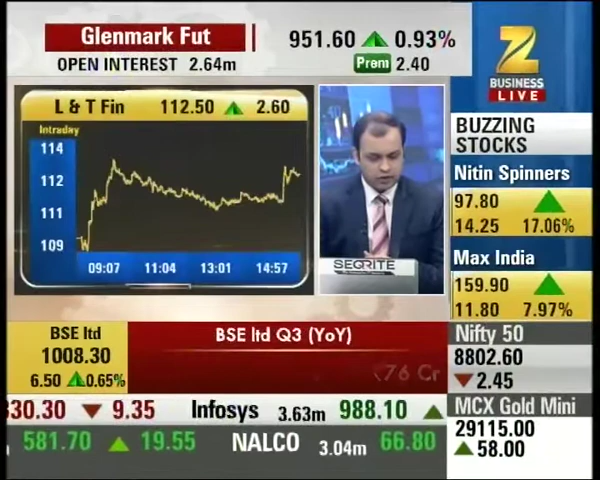 Glenmark Fut
951.60 0.93%
OPEN INTEREST 2.64m
Prem 2.40
Z
BUSINESS
LIVE
L & T Fin 112.50 2.60
Intraday
114
112
111
109
09:07 11:04 13:01 14:57
SEQRITE
BUZZING
STOCKS
Nitin Spinners
97.80
14.25 17.06%
Max India
159.90
11.80 7.97%
BSE ltd
1008.30
6.50 0.65%
BSE ltd Q3 (YoY)
76 Cr
Nifty 50
8802.60
2.45
MCX Gold Mini
29115.00
58.00
330.30 9.35 Infosys 3.63m 988.10
581.70 19.55 NALCO 3.04m 66.80